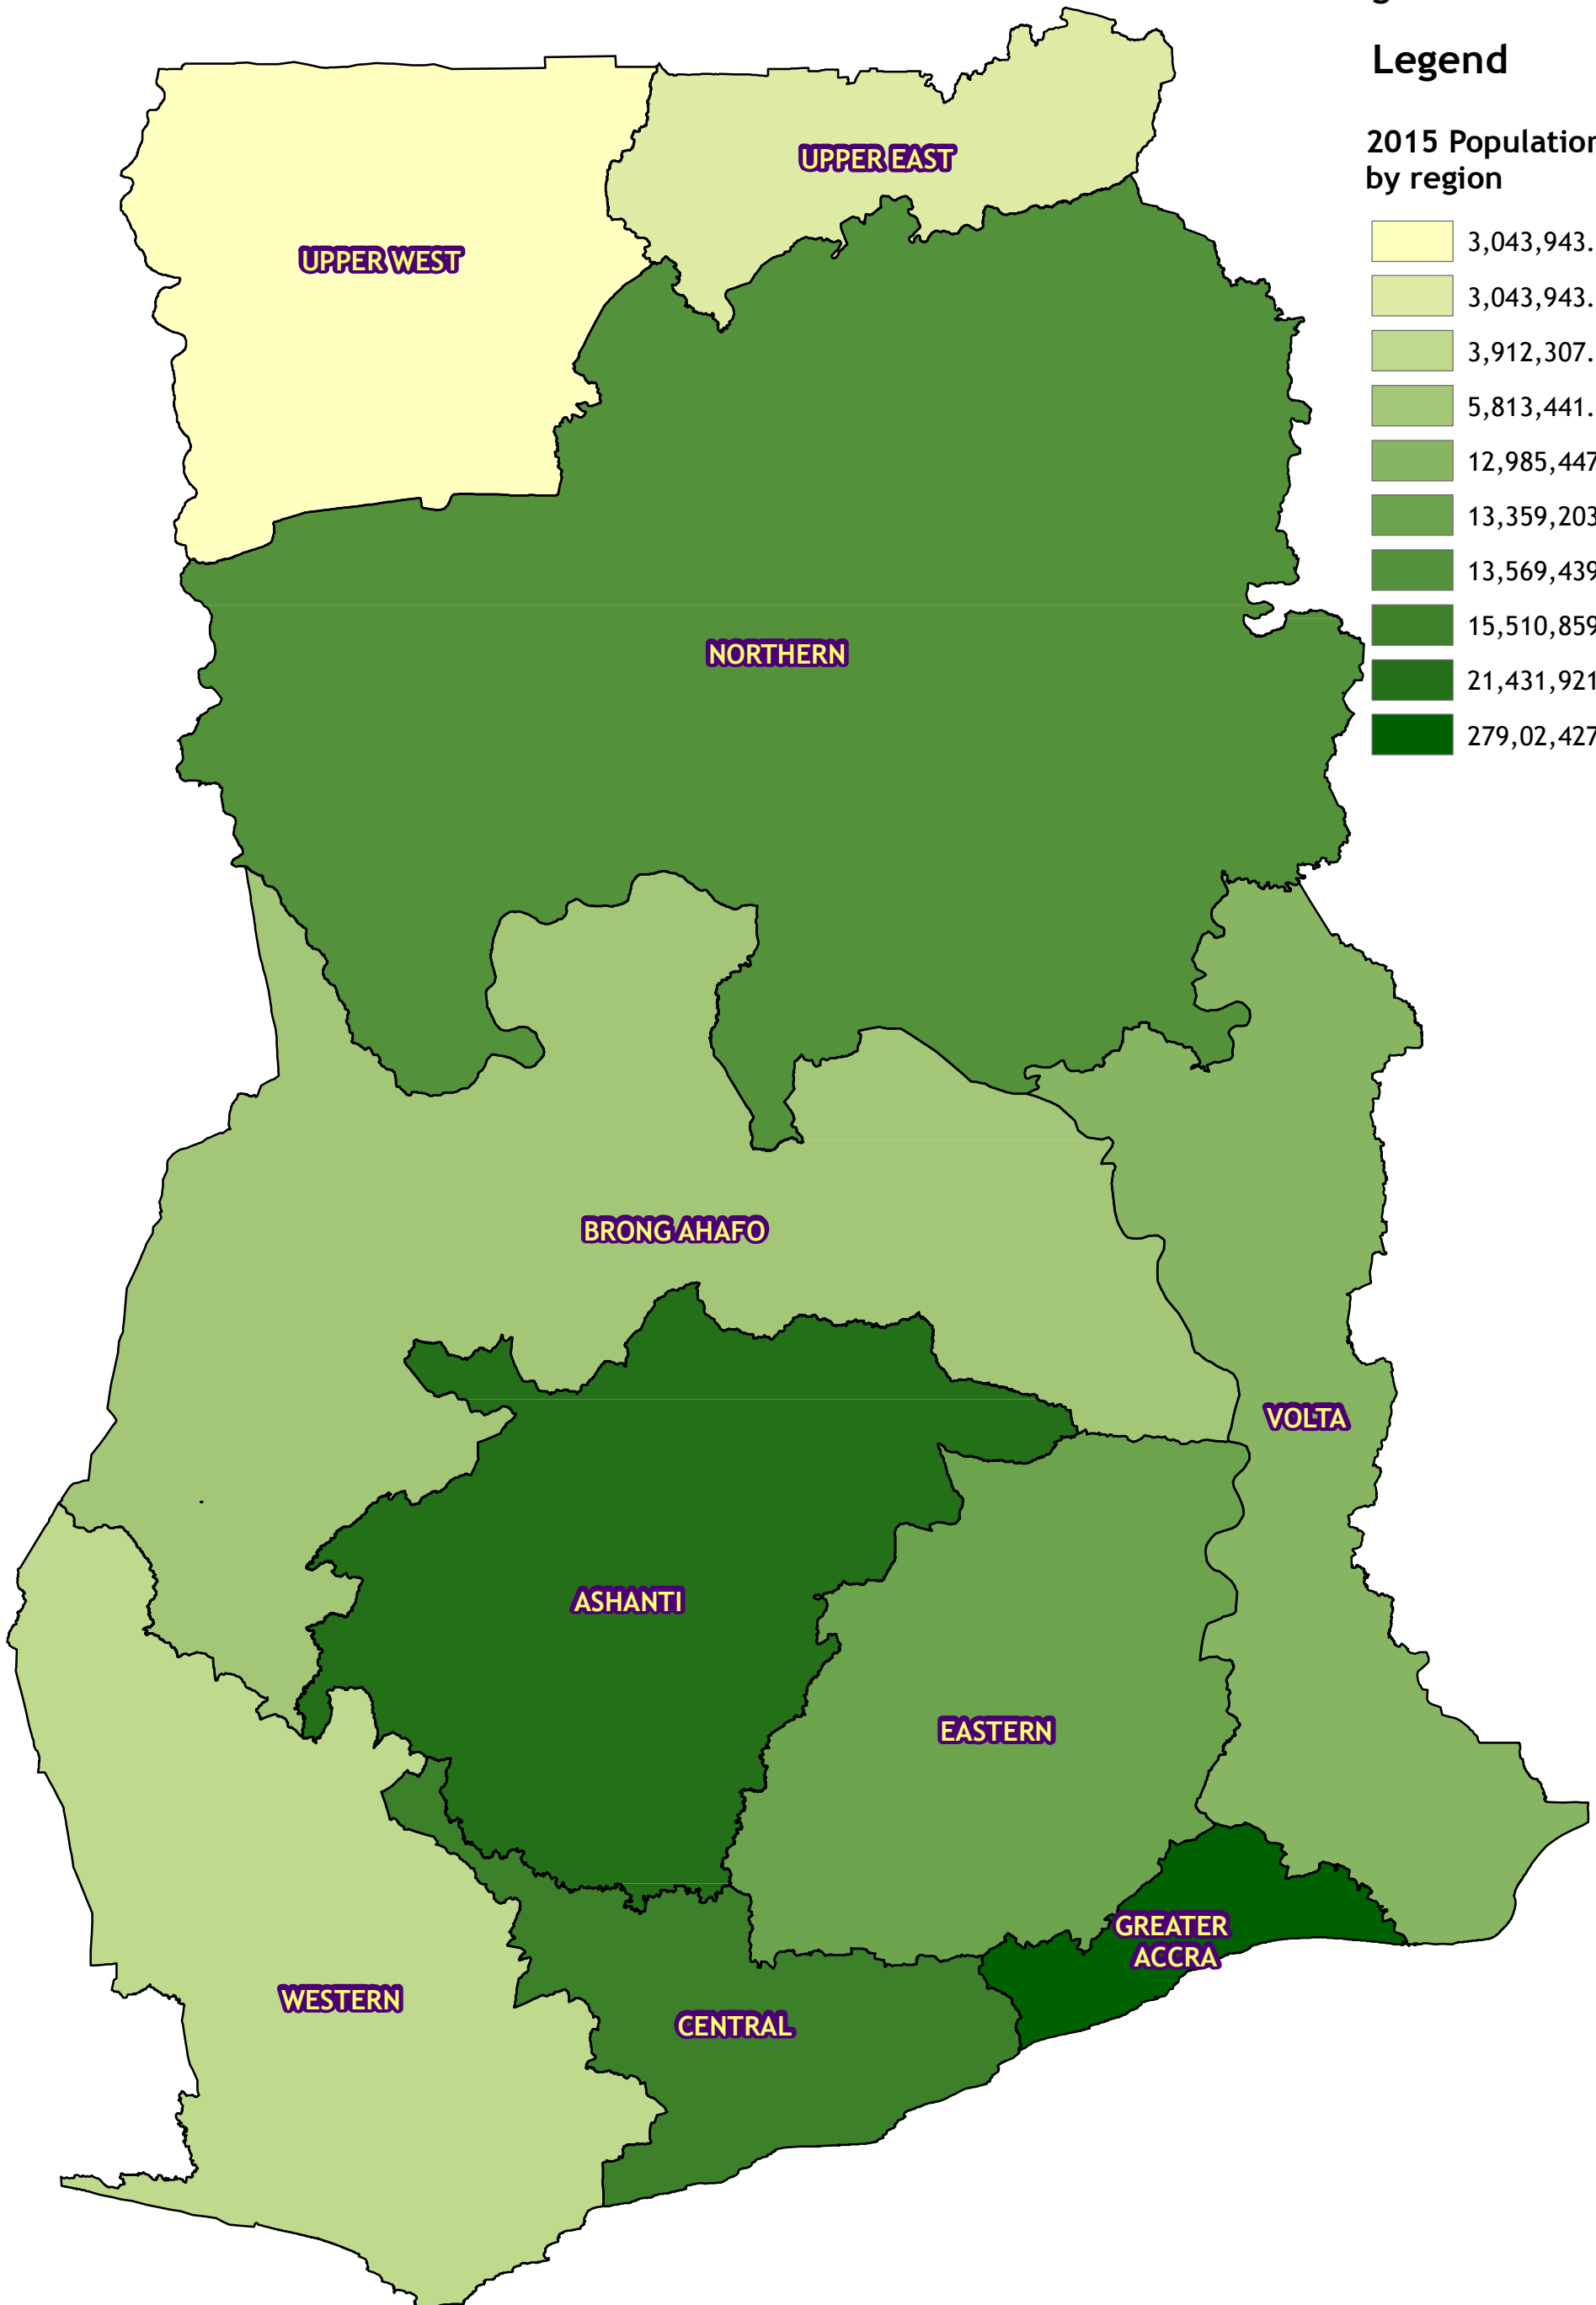 Legend
2015 Population
by region
3,043,943.
3,043,943.
3,912,307.
5,813,441.
12,985,447
13,359,203
13,569,439
15,510,859
21,431,921
279,02,427
UPPER EAST
UPPER WEST
NORTHERN
BRONG AHAFO
VOLTA
ASHANTI
EASTERN
GREATER
ACCRA
WESTERN
CENTRAL